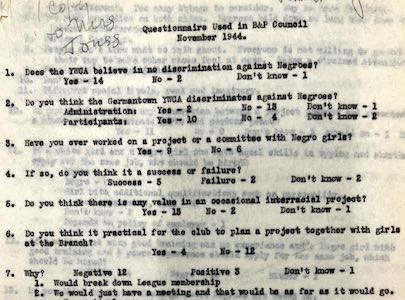 Copy
to Miss
Questionnaire Used in B&P Council
November 1944.
1. Does the YWCA believe in no discrimination against Negroes?
Yes - 14 No - 2 Don't know - 1
2. Do you think the Germantown YWCA discriminates against Negroes?
Administration: Yes - 2 No - 13 Don't know - 1
Participants: Yes - 10 No - 4 Don't know - 2
3. Have you ever worked on a project or a committee with Negro girls?
Yes - 9 No - 6
4. If so, do you think it a success or failure?
Success - 5 Failure - 2 Don't know - 2
5. Do you think there is any value in an occasional interracial project?
Yes - 13 No - 2 Don't know - 1
6. Do you think it practical for the club to plan a project together with girls
at the Branch?
Yes - 4 No - 12
7. Why? Negative 12 Positive 3 Don't know - 1
1. Would break down League membership
2. We would just have a meeting and that would be as far as it would go.